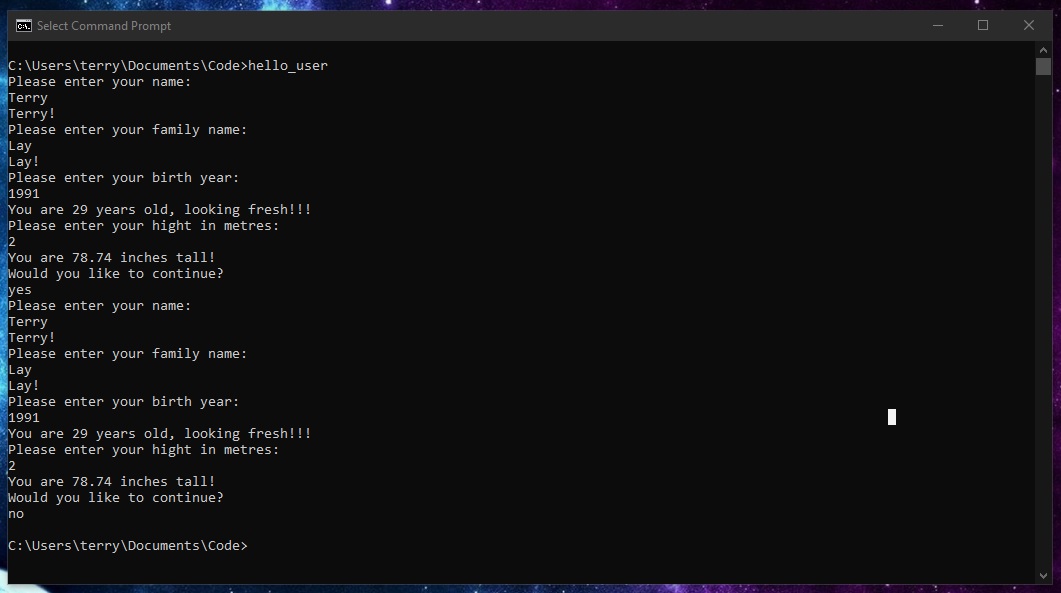 Select Command Prompt
C:\Users\terry\Documents\Code>hello_user
Please enter your name:
Terry
Terry!
Please enter your family name:
Lay
Lay!
Please enter your birth year:
1991
You are 29 years old, looking fresh!!!
Please enter your hight in metres:
2
You are 78.74 inches tall!
Would you like to continue?
yes
Please enter your name:
Terry
Terry!
Please enter your family name:
Lay
Lay!
Please enter your birth year:
1991
You are 29 years old, looking fresh!!!
Please enter your hight in metres:
2
You are 78.74 inches tall!
Would you like to continue?
no
C:\Users\terry\Documents\Code>